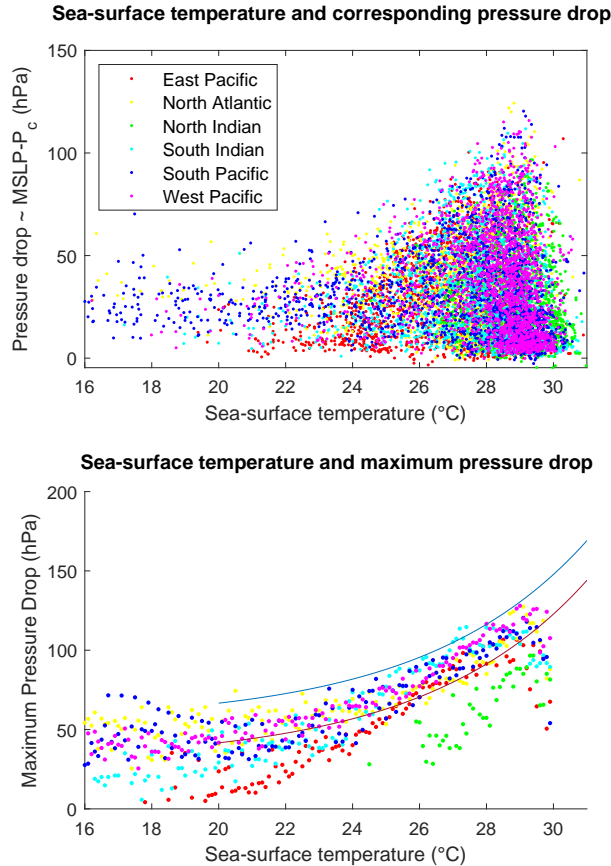 Sea-surface temperature and corresponding pressure drop
150
100
50
0
Pressure drop ~ MSLP-P_c (hPa)
East Pacific
North Atlantic
North Indian
South Indian
South Pacific
West Pacific
16 18 20 22 24 26 28 30
Sea-surface temperature (°C)
Sea-surface temperature and maximum pressure drop
200
150
100
50
0
Maximum Pressure Drop (hPa)
16 18 20 22 24 26 28 30
Sea-surface temperature (°C)